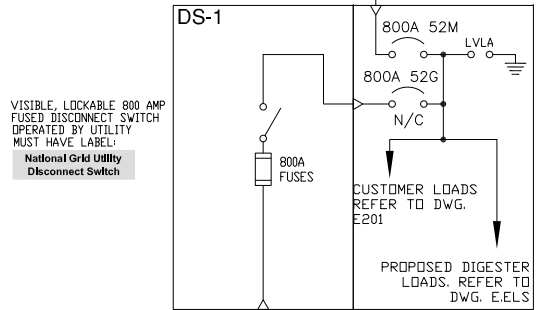 DS-1
800A 52M
LVLA
800A 52G
N/C
VISIBLE, LOCKABLE 800 AMP
FUSED DISCONNECT SWITCH
OPERATED BY UTILITY
MUST HAVE LABEL:
National Grid Utility
Disconnect Switch
800A
FUSES
CUSTOMER LOADS
REFER TO DWG.
E201
PROPOSED DIGESTER
LOADS. REFER TO
DWG. E.ELS